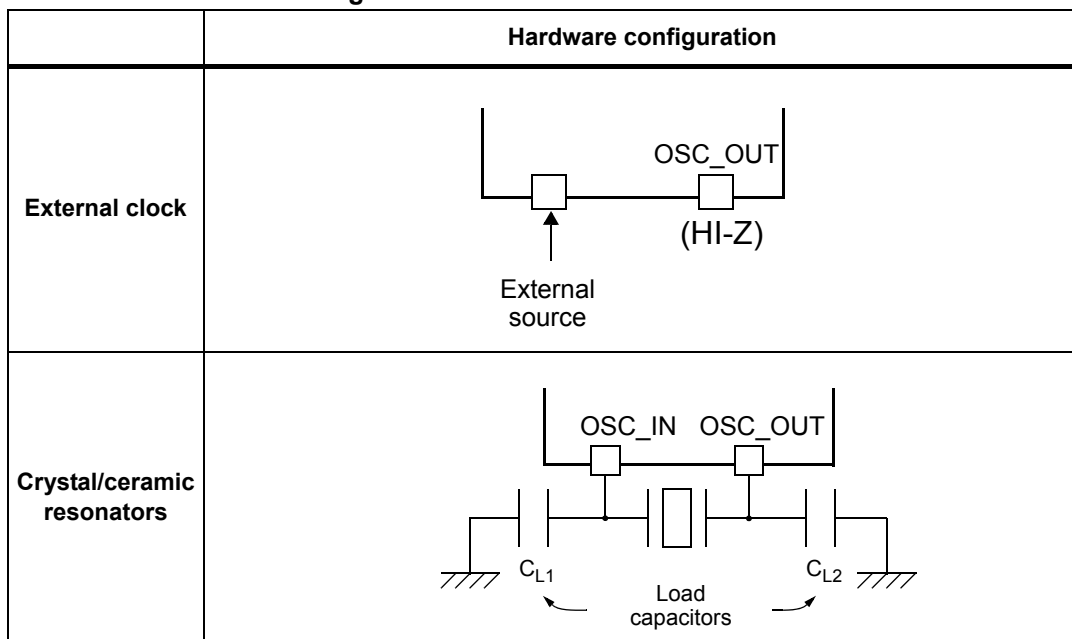 Hardware configuration
External clock
OSC_OUT
(HI-Z)
External
source
Crystal/ceramic
resonators
OSC_IN OSC_OUT
CL1
CL2
Load
capacitors